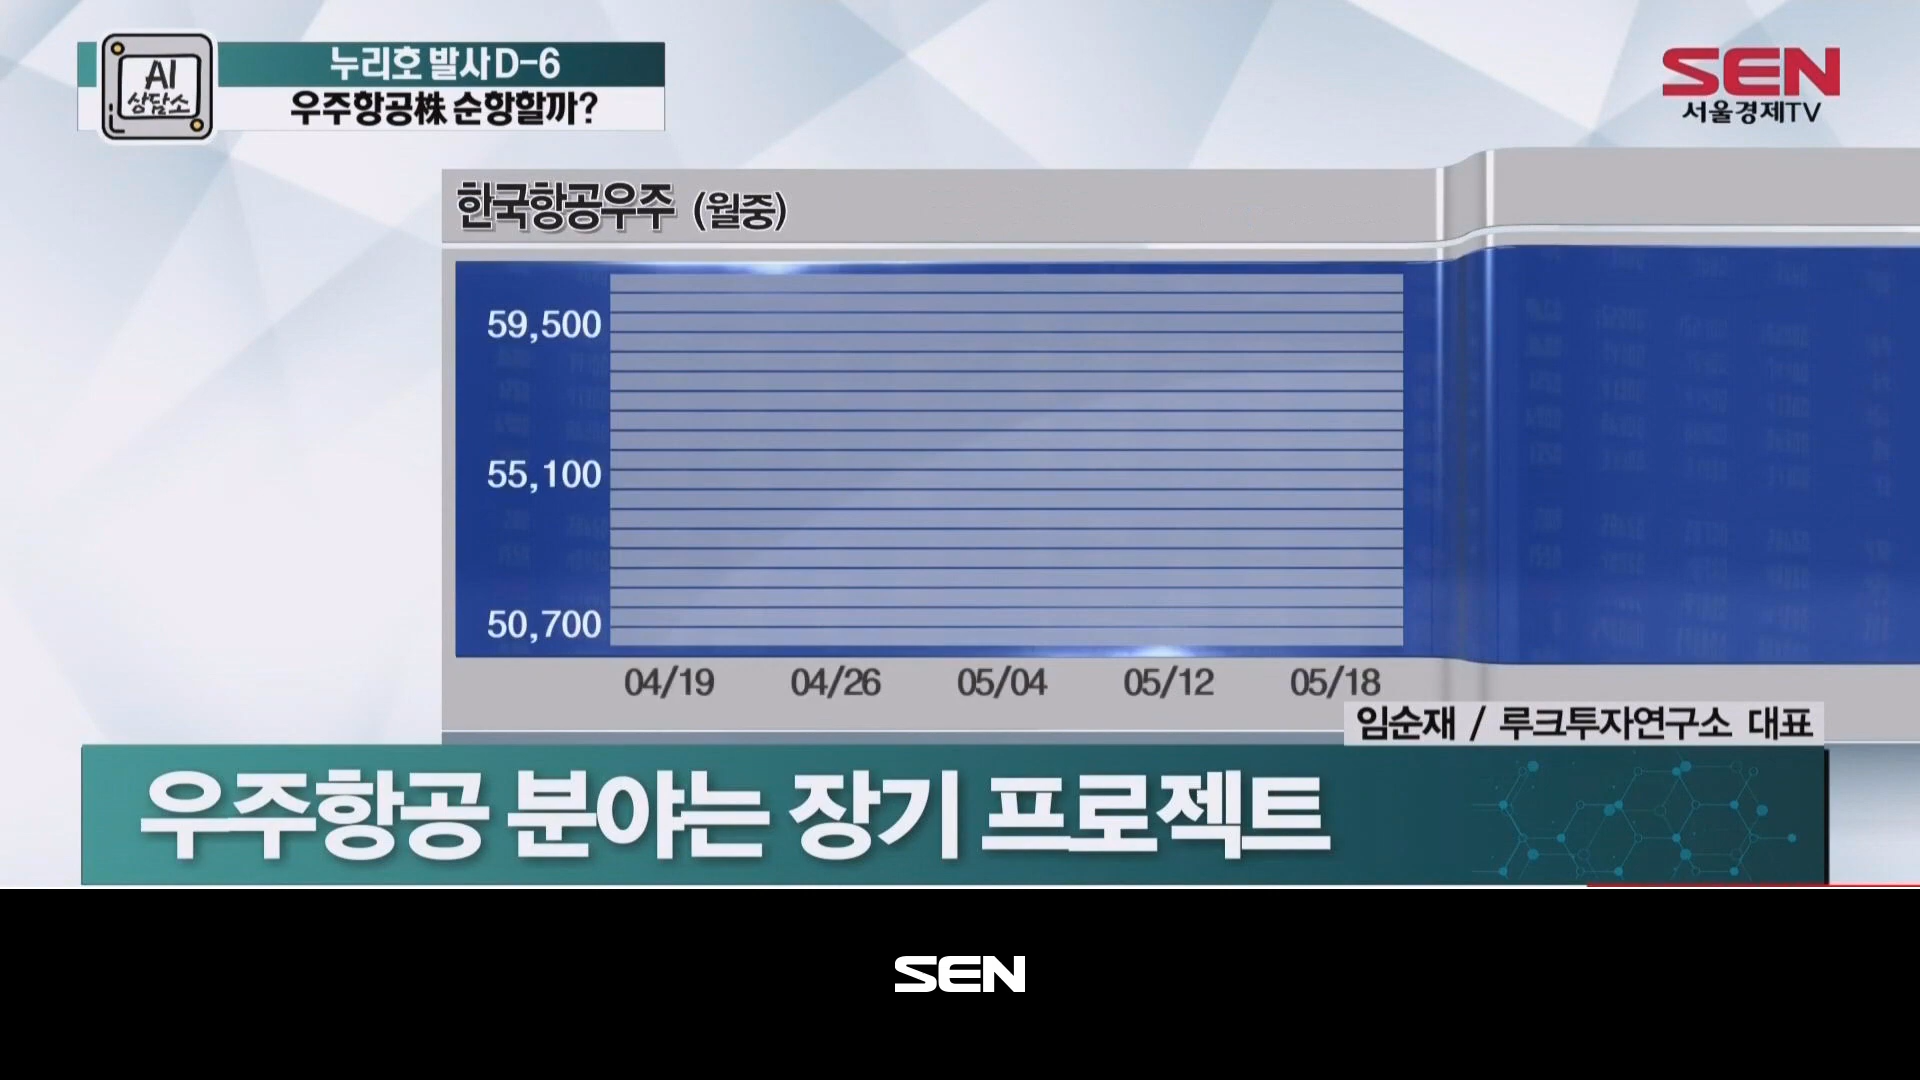 AI
상담소
누리호 발사 D-6
우주항공株 순항할까?
SEN
서울경제TV
한국항공우주 (월중)
59,500
55,100
50,700
04/19 04/26 05/04 05/12 05/18
임순재 / 루크투자연구소 대표
우주항공 분야는 장기 프로젝트
SEN